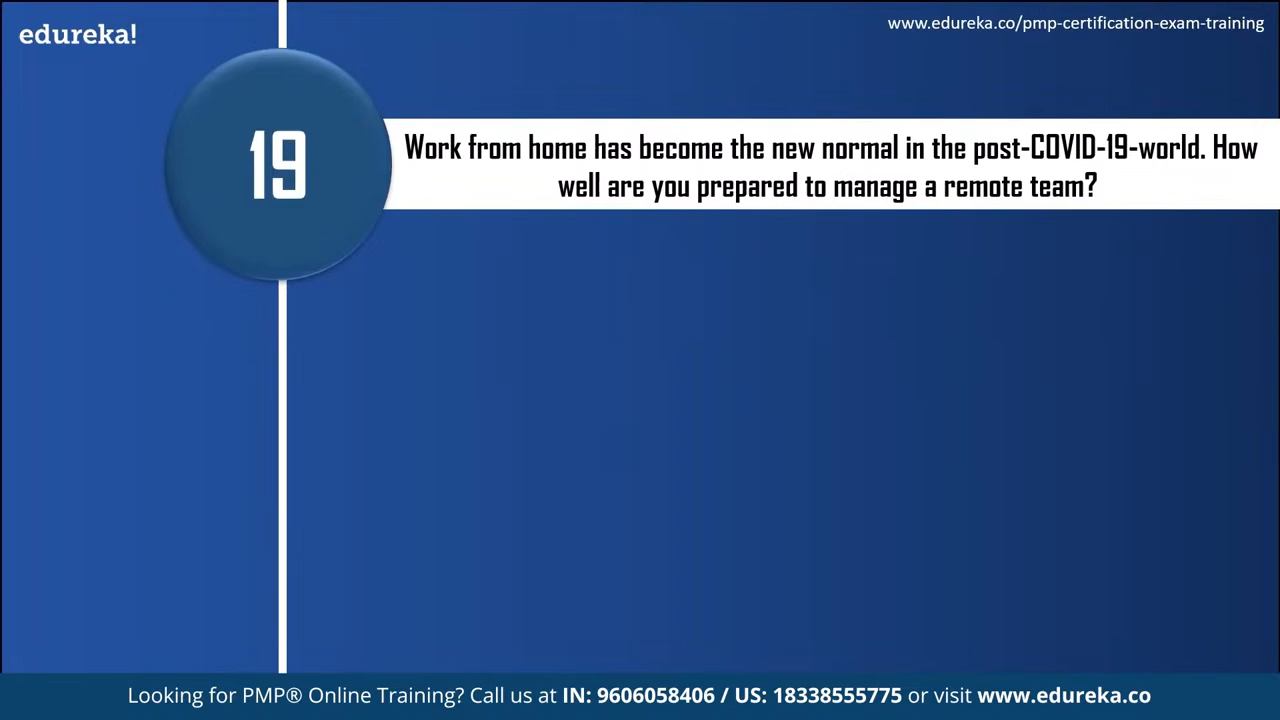 edureka!
www.edureka.co/pmp-certification-exam-training
19
Work from home has become the new normal in the post-COVID-19-world. How
well are you prepared to manage a remote team?
Looking for PMP® Online Training? Call us at IN: 9606058406 / US: 18338555775 or visit www.edureka.co